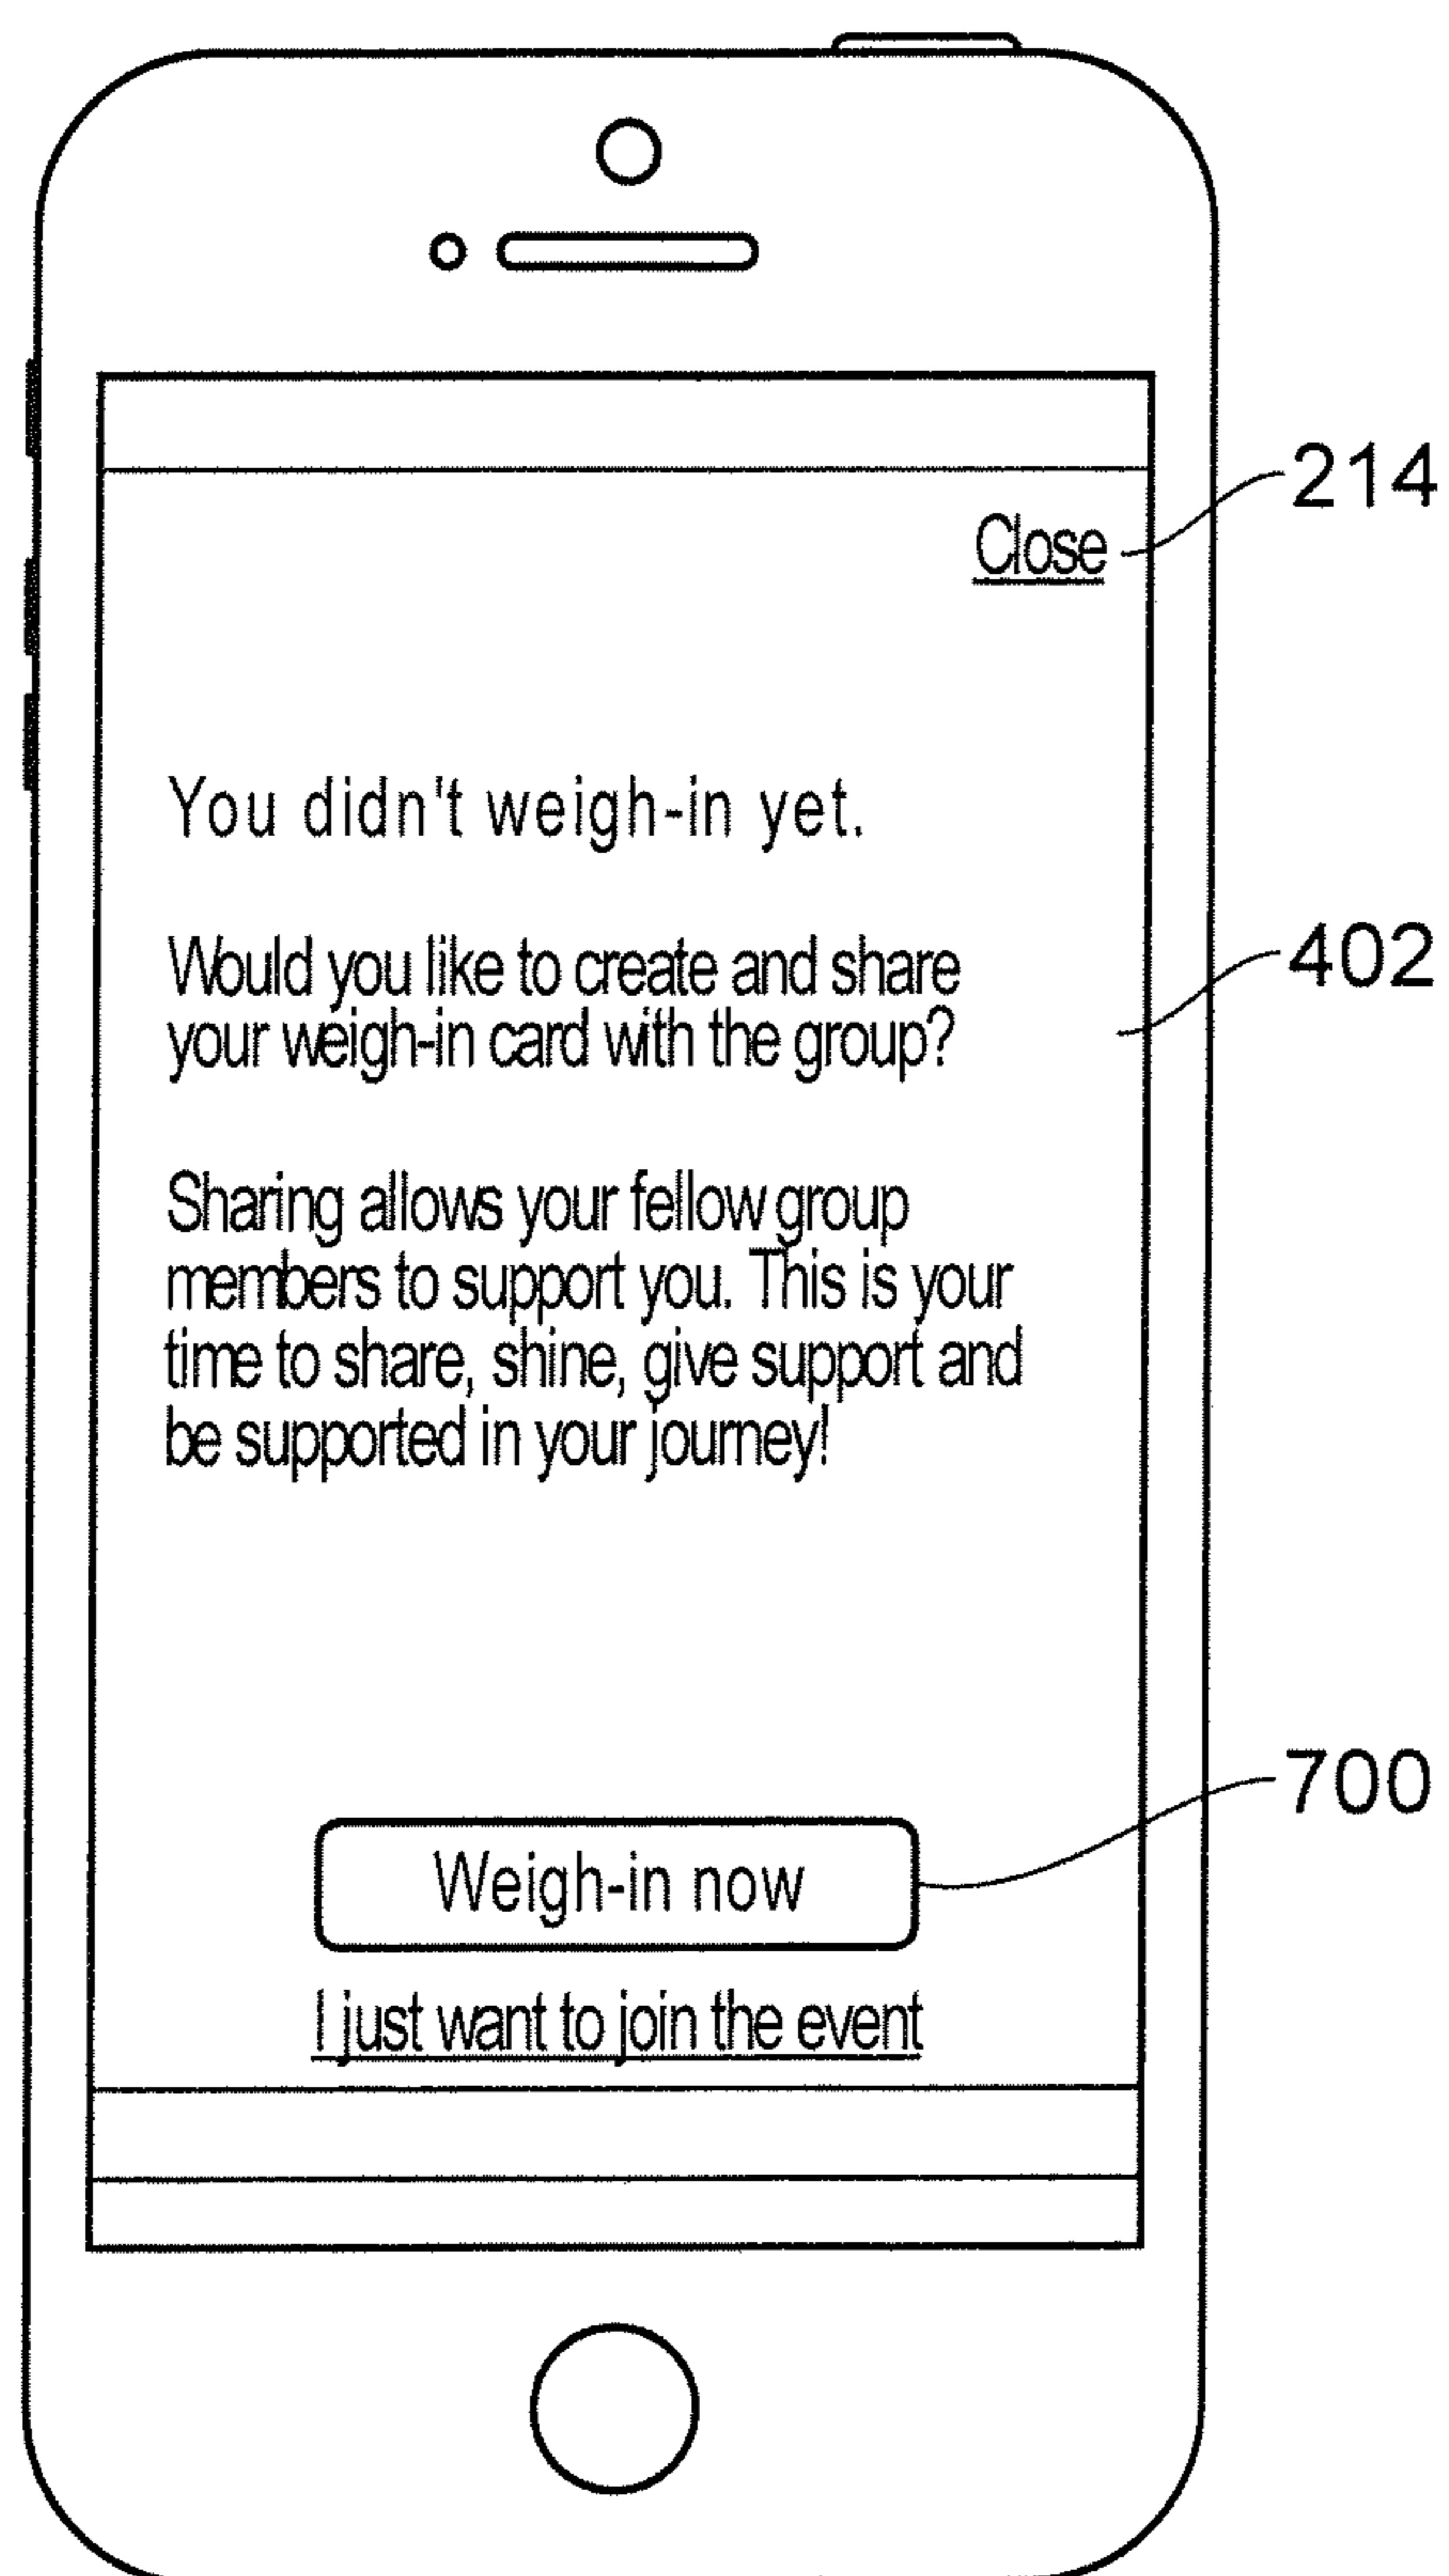 214
Close
You didn't weigh-in yet.
402
Would you like to create and share
your weigh-in card with the group?
Sharing allows your fellow group
members to support you. This is your
time to share, shine, give support and
be supported in your journey!
700
Weigh-in now
I just want to join the event